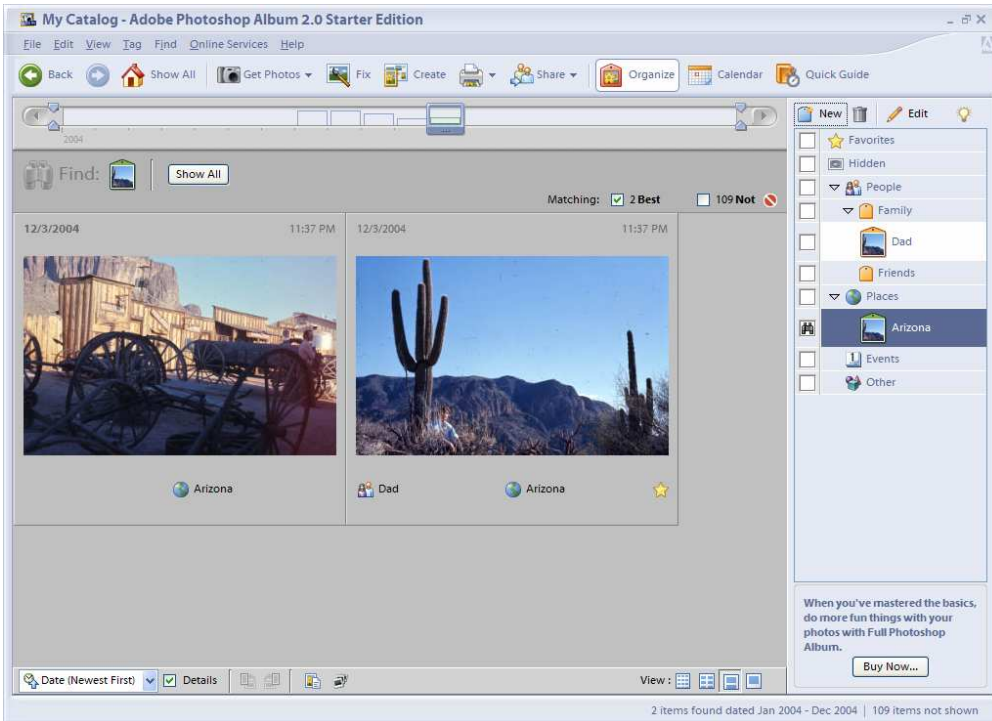 My Catalog - Adobe Photoshop Album 2.0 Starter Edition
File Edit View Tag Find Online Services Help
Back Show All Get Photos Fix Create Share Organize Calendar Quick Guide
2004
New Edit
Find: Show All
Matching: 2 Best 109 Not
12/3/2004 11:37 PM 12/3/2004 11:37 PM
Arizona Dad Arizona
Favorites
Hidden
People
Family
Dad
Friends
Places
Arizona
1 Events
Other
When you've mastered the basics,
do more fun things with your
photos with Full Photoshop
Album.
Buy Now...
Date (Newest First) Details View :
2 items found dated Jan 2004 - Dec 2004 | 109 items not shown